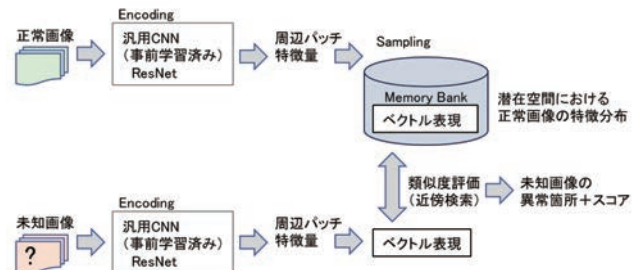 Encoding
正常画像
汎用CNN
（事前学習済み）
ResNet
周辺パッチ
特徴量
Sampling
Memory Bank
ベクトル表現
潜在空間における
正常画像の特徴分布
類似度評価
（近傍検索）
未知画像の
異常箇所＋スコア
Encoding
未知画像
?
汎用CNN
（事前学習済み）
ResNet
周辺パッチ
特徴量
ベクトル表現